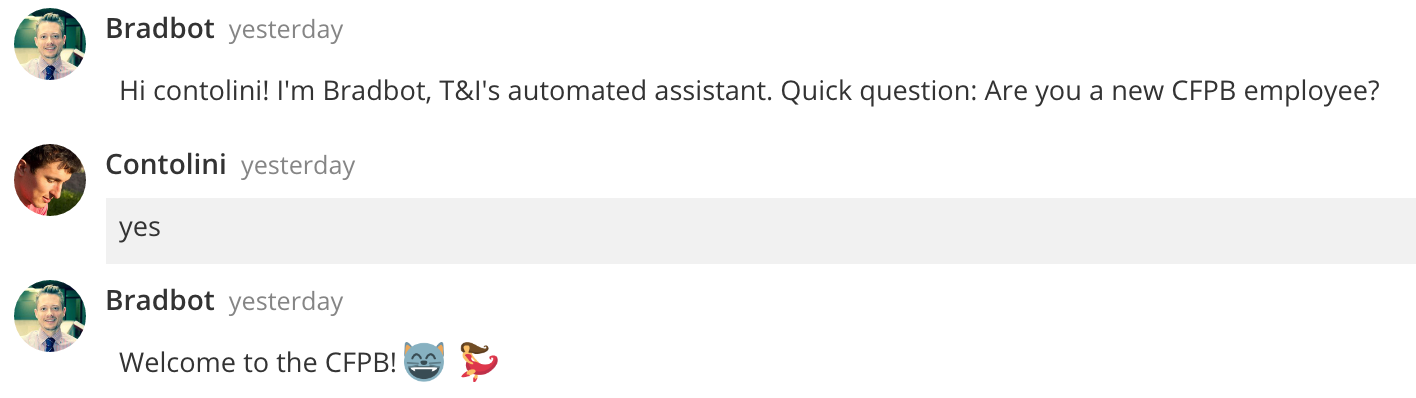 Bradbot yesterday
Hi contolini! I'm Bradbot, T&I's automated assistant. Quick question: Are you a new CFPB employee?
Contolini yesterday
yes
Bradbot yesterday
Welcome to the CFPB!